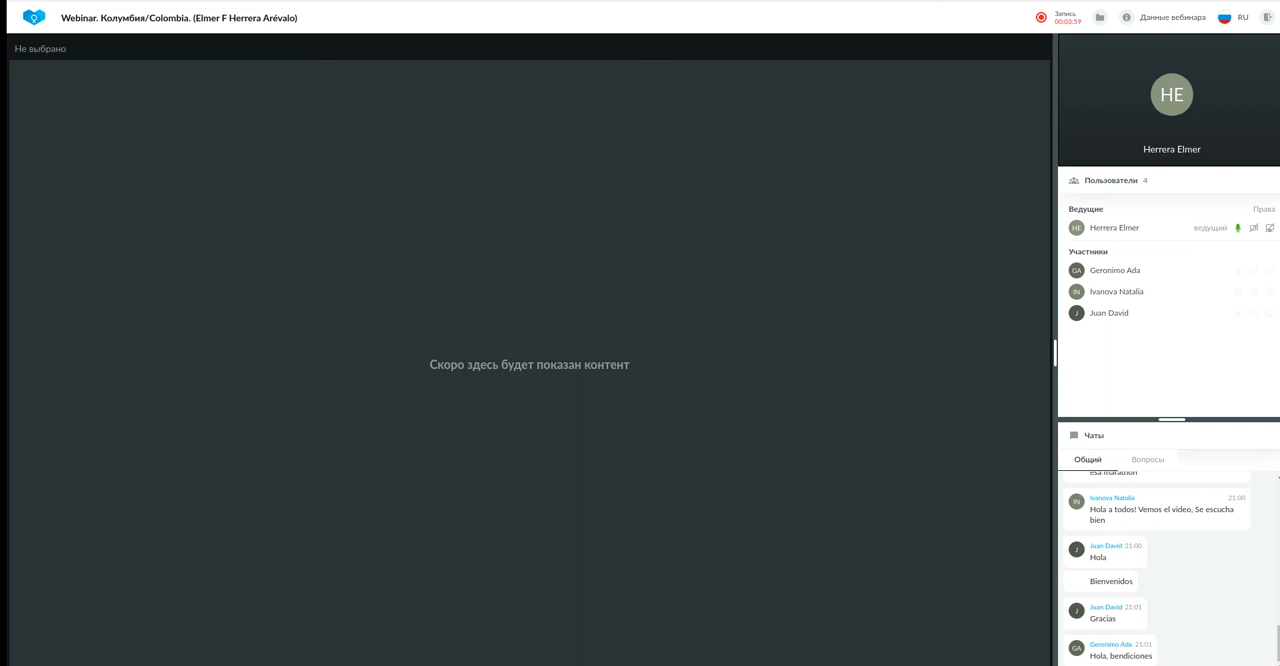 Webinar. Колумбия/Colombia. (Elmer F Herrera Arévalo)
Запись
00:03:59
Данные вебинара
RU
Не выбрано
HE
Herrera Elmer
Пользователи 4
Ведущие Права
HE Herrera Elmer ведущий
Участники
GA Geronimo Ada
IN Ivanova Natalia
J Juan David
Скоро здесь будет показан контент
Чаты
Общий Вопросы
esa marathon
IN Ivanova Natalia 21:00
Hola a todos! Vemos el video, Se escucha
bien
J Juan David 21:00
Hola
Bienvenidos
J Juan David 21:01
Gracias
GA Geronimo Ada 21:01
Hola, bendiciones